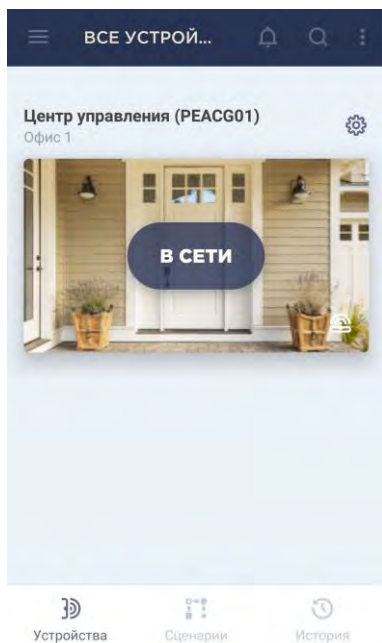 ВСЕ УСТРОЙ...
Центр управления (PEACG01)
Офис 1
В СЕТИ
Устройства Сценарии История